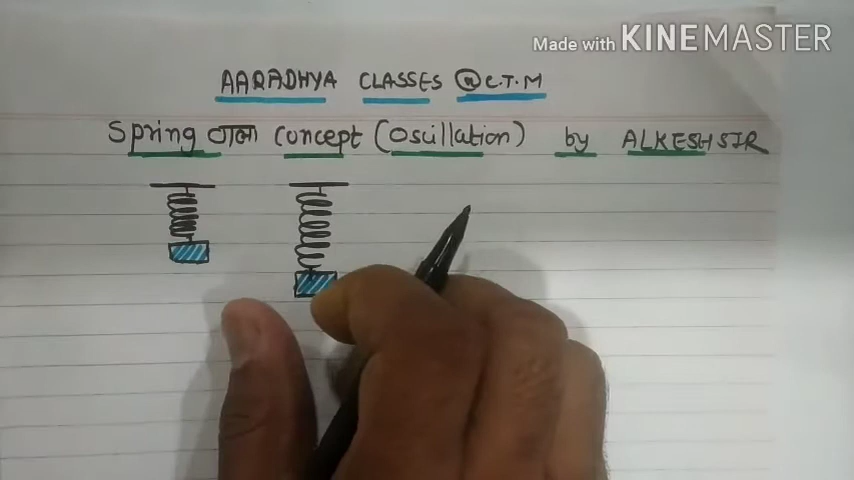 Made with KINEMASTER
AARADHYA CLASSES @C.T.M
Spring वाला Concept (Oscillation) by ALKESH SIR